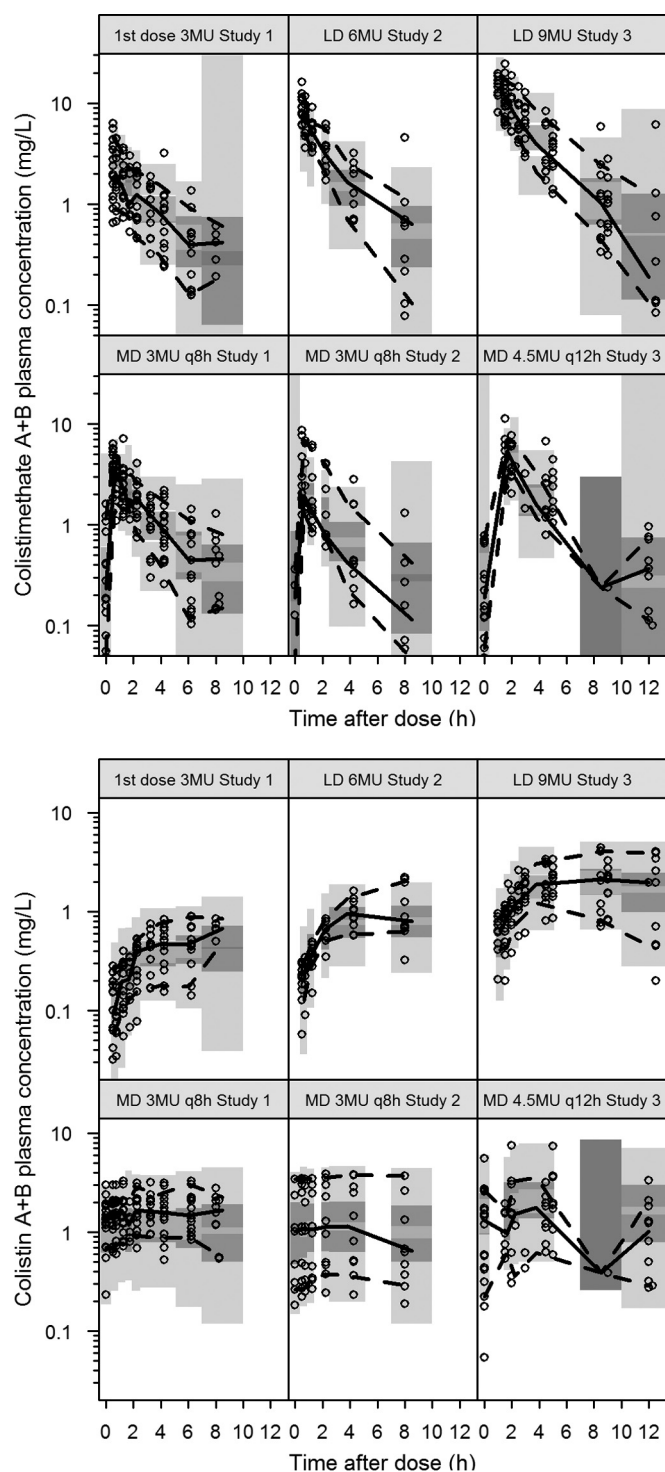 1st dose 3MU Study 1 LD 6MU Study 2 LD 9MU Study 3
10
1
0.1
MD 3MU q8h Study 1 MD 3MU q8h Study 2 MD 4.5MU q12h Study 3
10
1
0.1
Colistimethate A+B plasma concentration (mg/L)
0 2 4 6 8 10 12 0 2 4 6 8 10 12 0 2 4 6 8 10 12
Time after dose (h)
1st dose 3MU Study 1 LD 6MU Study 2 LD 9MU Study 3
10
1
0.1
MD 3MU q8h Study 1 MD 3MU q8h Study 2 MD 4.5MU q12h Study 3
10
1
0.1
Colistin A+B plasma concentration (mg/L)
0 2 4 6 8 10 12 0 2 4 6 8 10 12 0 2 4 6 8 10 12
Time after dose (h)